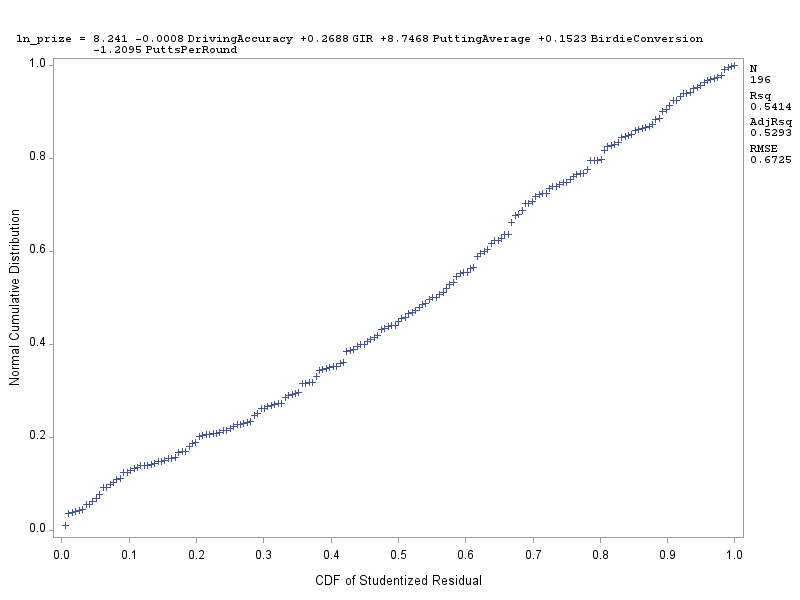 ln_prize = 8.241 -0.0008 DrivingAccuracy +0.2688 GIR +8.7468 PuttingAverage +0.1523 BirdieConversion
-1.2095 PuttsPerRound
N
196
Rsq
0.5414
AdjRsq
0.5293
RMSE
0.6725
1.0
0.8
0.6
0.4
0.2
0.0
Normal Cumulative Distribution
0.0 0.1 0.2 0.3 0.4 0.5 0.6 0.7 0.8 0.9 1.0
CDF of Studentized Residual